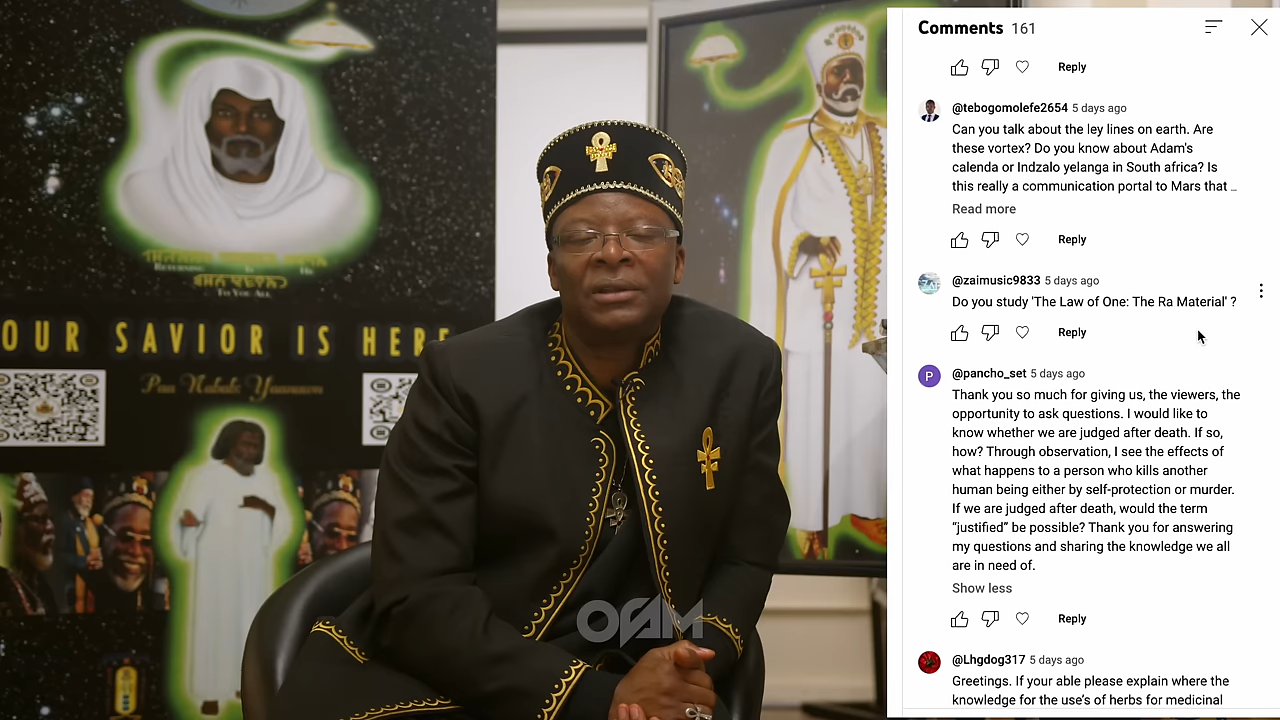 OUR SAVIOR IS HERE
To You All
OSAM
Comments 161
Reply
@tebogomolefe2654 5 days ago
Can you talk about the ley lines on earth. Are
these vortex? Do you know about Adam's
calenda or Indzalo yelanga in South africa? Is
this really a communication portal to Mars that ...
Read more
Reply
@zaimusic9833 5 days ago
Do you study 'The Law of One: The Ra Material' ?
Reply
P
@pancho_set 5 days ago
Thank you so much for giving us, the viewers, the
opportunity to ask questions. I would like to
know whether we are judged after death. If so,
how? Through observation, I see the effects of
what happens to a person who kills another
human being either by self-protection or murder.
If we are judged after death, would the term
“justified” be possible? Thank you for answering
my questions and sharing the knowledge we all
are in need of.
Show less
Reply
@Lhgdog317 5 days ago
Greetings. If your able please explain where the
knowledge for the use’s of herbs for medicinal